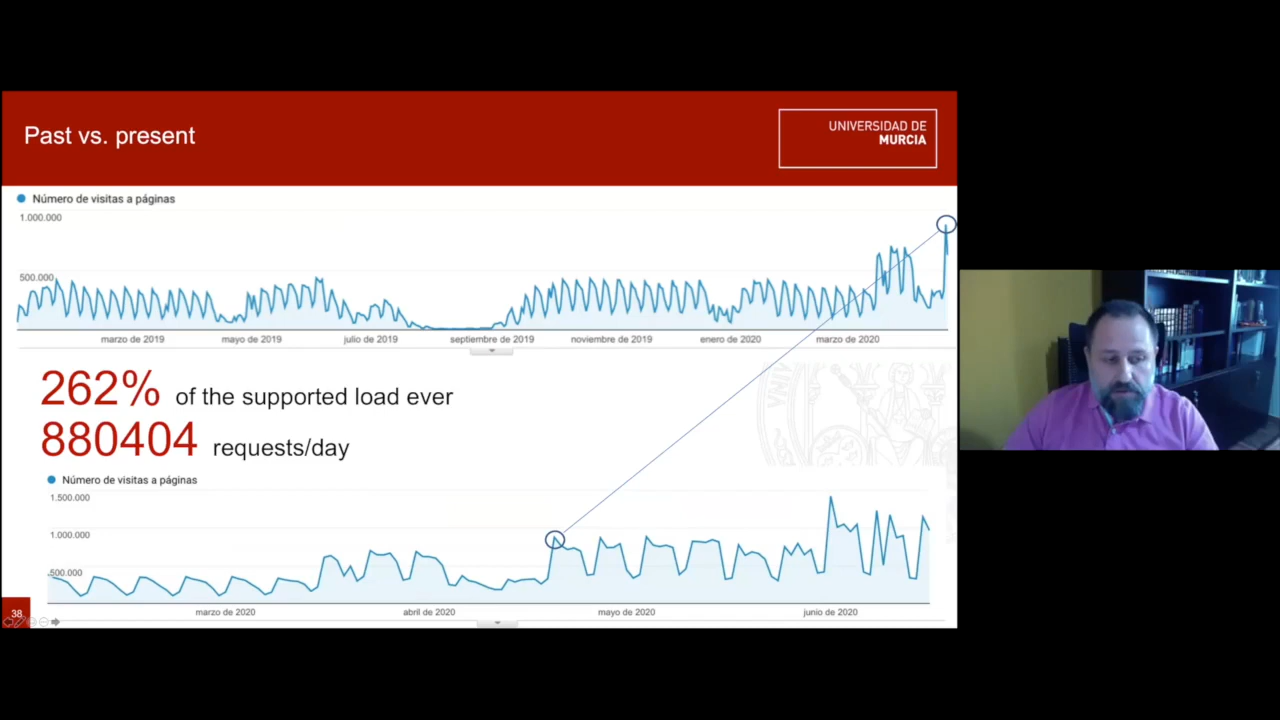 Past vs. present
UNIVERSIDAD DE
MURCIA
Número de visitas a páginas
1.000.000
500.000
marzo de 2019
mayo de 2019
julio de 2019
septiembre de 2019
noviembre de 2019
enero de 2020
marzo de 2020
262% of the supported load ever
880404 requests/day
Número de visitas a páginas
1.500.000
1.000.000
500.000
marzo de 2020
abril de 2020
mayo de 2020
junio de 2020
38